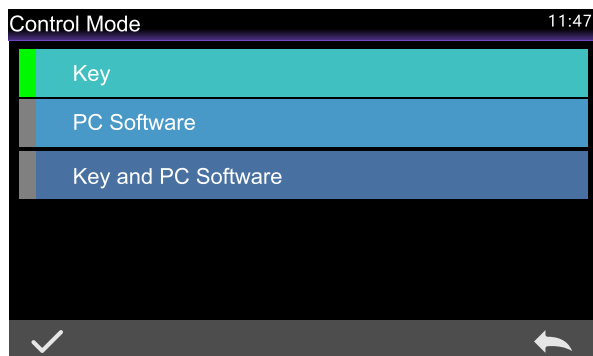 Control Mode 11:47
Key
PC Software
Key and PC Software